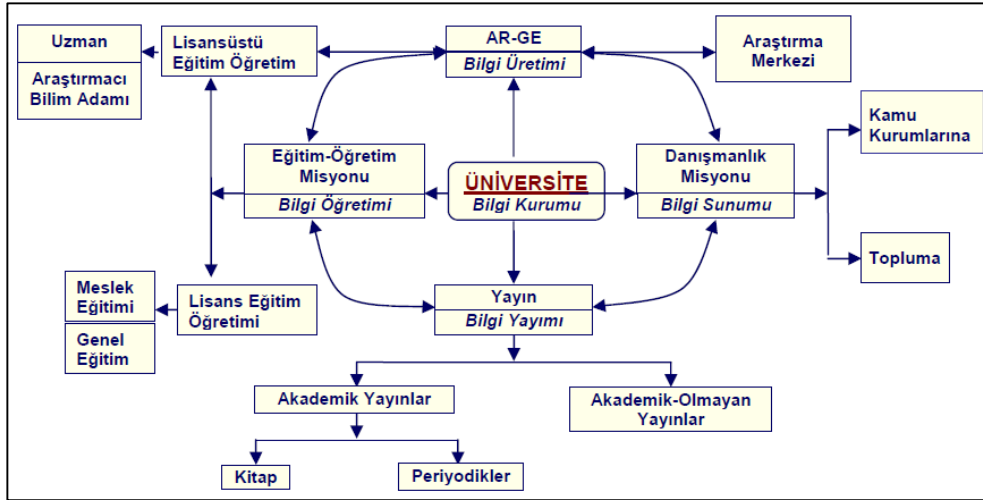 Uzman
Araştırmacı
Bilim Adamı
Lisansüstü
Eğitim Öğretim
AR-GE
Bilgi Üretimi
Araştırma
Merkezi
Kamu
Kurumlarına
Eğitim-Öğretim
Misyonu
Bilgi Öğretimi
ÜNİVERSİTE
Bilgi Kurumu
Danışmanlık
Misyonu
Bilgi Sunumu
Topluma
Meslek
Eğitimi
Genel
Eğitim
Lisans Eğitim
Öğretimi
Yayın
Bilgi Yayımı
Akademik Yayınlar
Akademik-Olmayan
Yayınlar
Kitap
Periyodikler